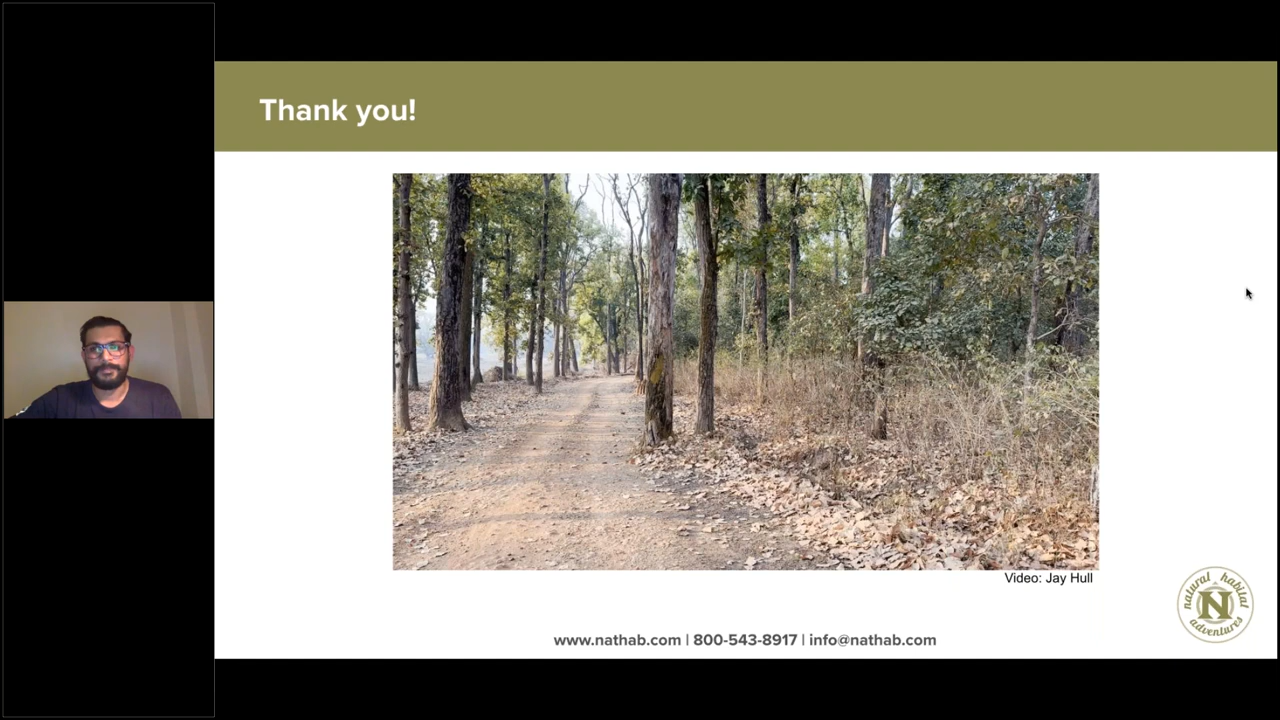 Thank you!
Video: Jay Hull
natural habitat
N
adventures
www.nathab.com | 800-543-8917 | info@nathab.com